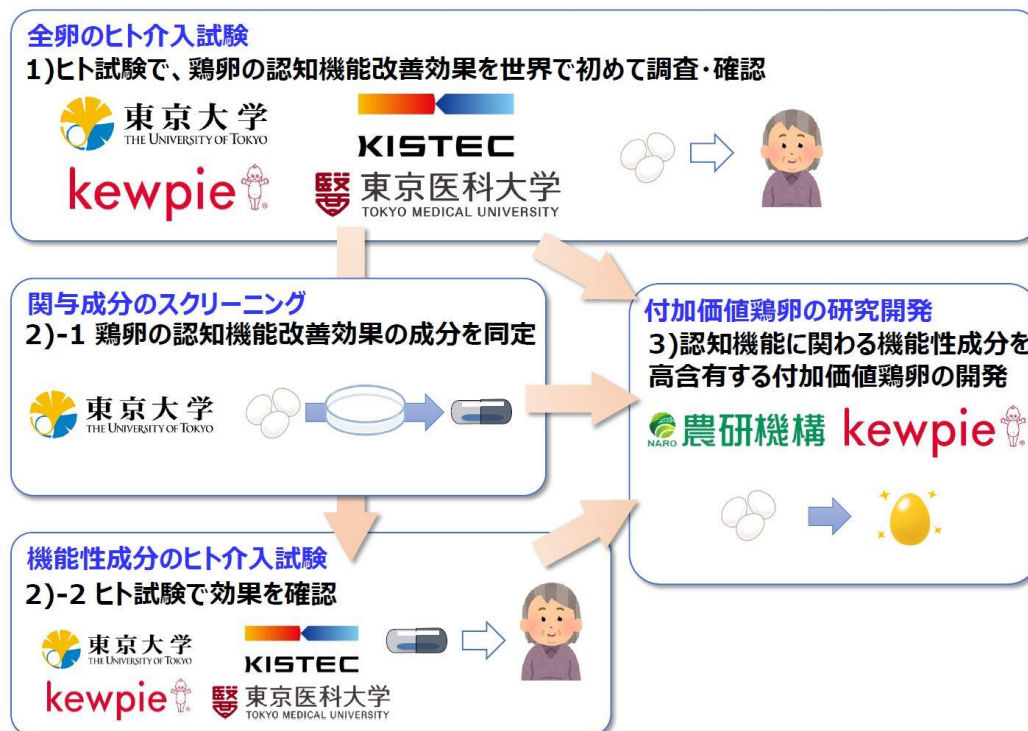 全卵のヒト介入試験
1)ヒト試験で、鶏卵の認知機能改善効果を世界で初めて調査・確認
東京大学
THE UNIVERSITY OF TOKYO
KISTEC
kewpie
東京医科大学
TOKYO MEDICAL UNIVERSITY
関与成分のスクリーニング
2)-1 鶏卵の認知機能改善効果の成分を同定
東京大学
THE UNIVERSITY OF TOKYO
機能性成分のヒト介入試験
2)-2 ヒト試験で効果を確認
東京大学
THE UNIVERSITY OF TOKYO
KISTEC
kewpie
東京医科大学
TOKYO MEDICAL UNIVERSITY
付加価値鶏卵の研究開発
3)認知機能に関わる機能性成分を
高含有する付加価値鶏卵の開発
NARO 農研機構
kewpie